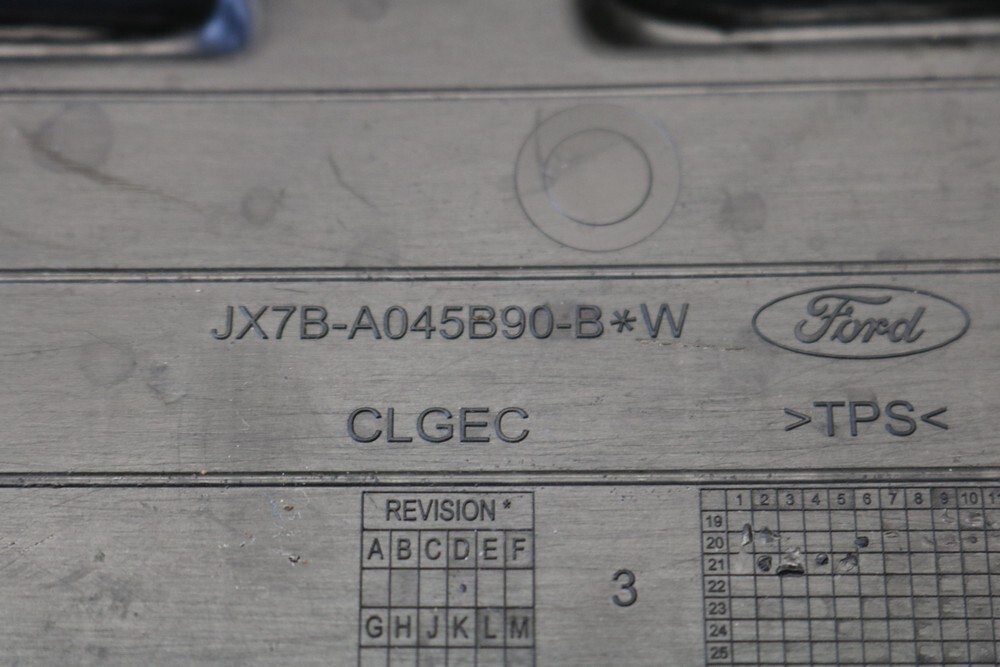 JX7B-A045B90-B*W
Ford
CLGEC
>TPS<
REVISION *
A B C D E F
G H J K L M
3
1 2 3 4 5 6 7 8 9 10
19
20
21
22
23
24
25